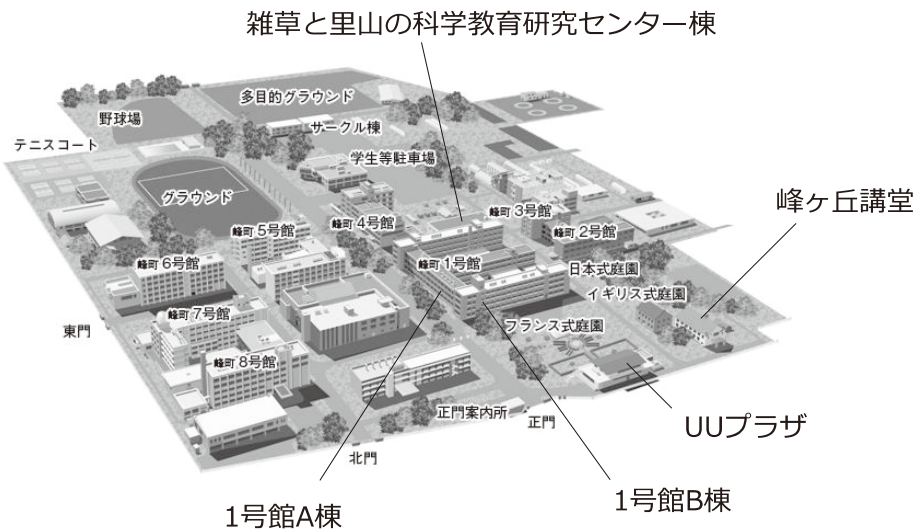 雑草と里山の科学教育研究センター棟
多目的グラウンド
野球場
サークル棟
テニスコート
学生等駐車場
グラウンド
峰ヶ丘講堂
峰町3号館
峰町4号館
峰町5号館
峰町2号館
峰町1号館
峰町6号館
日本式庭園
イギリス式庭園
峰町7号館
フランス式庭園
東門
峰町8号館
正門案内所
正門
UUプラザ
北門
1号館B棟
1号館A棟